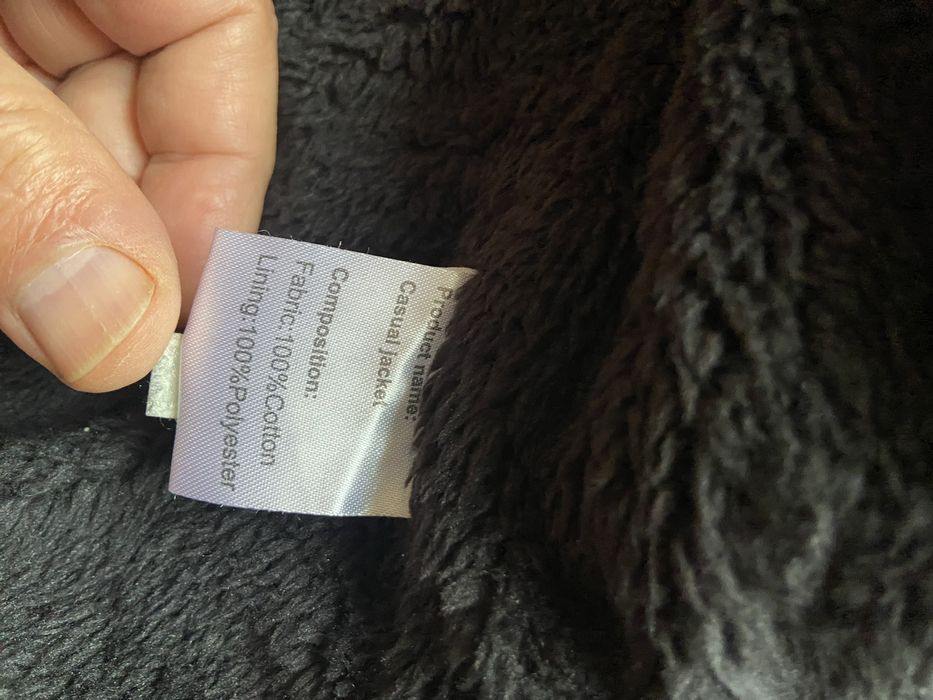 Product name:
Casual jacket
Composition:
Fabric:100%Cotton
Lining:100%Polyester